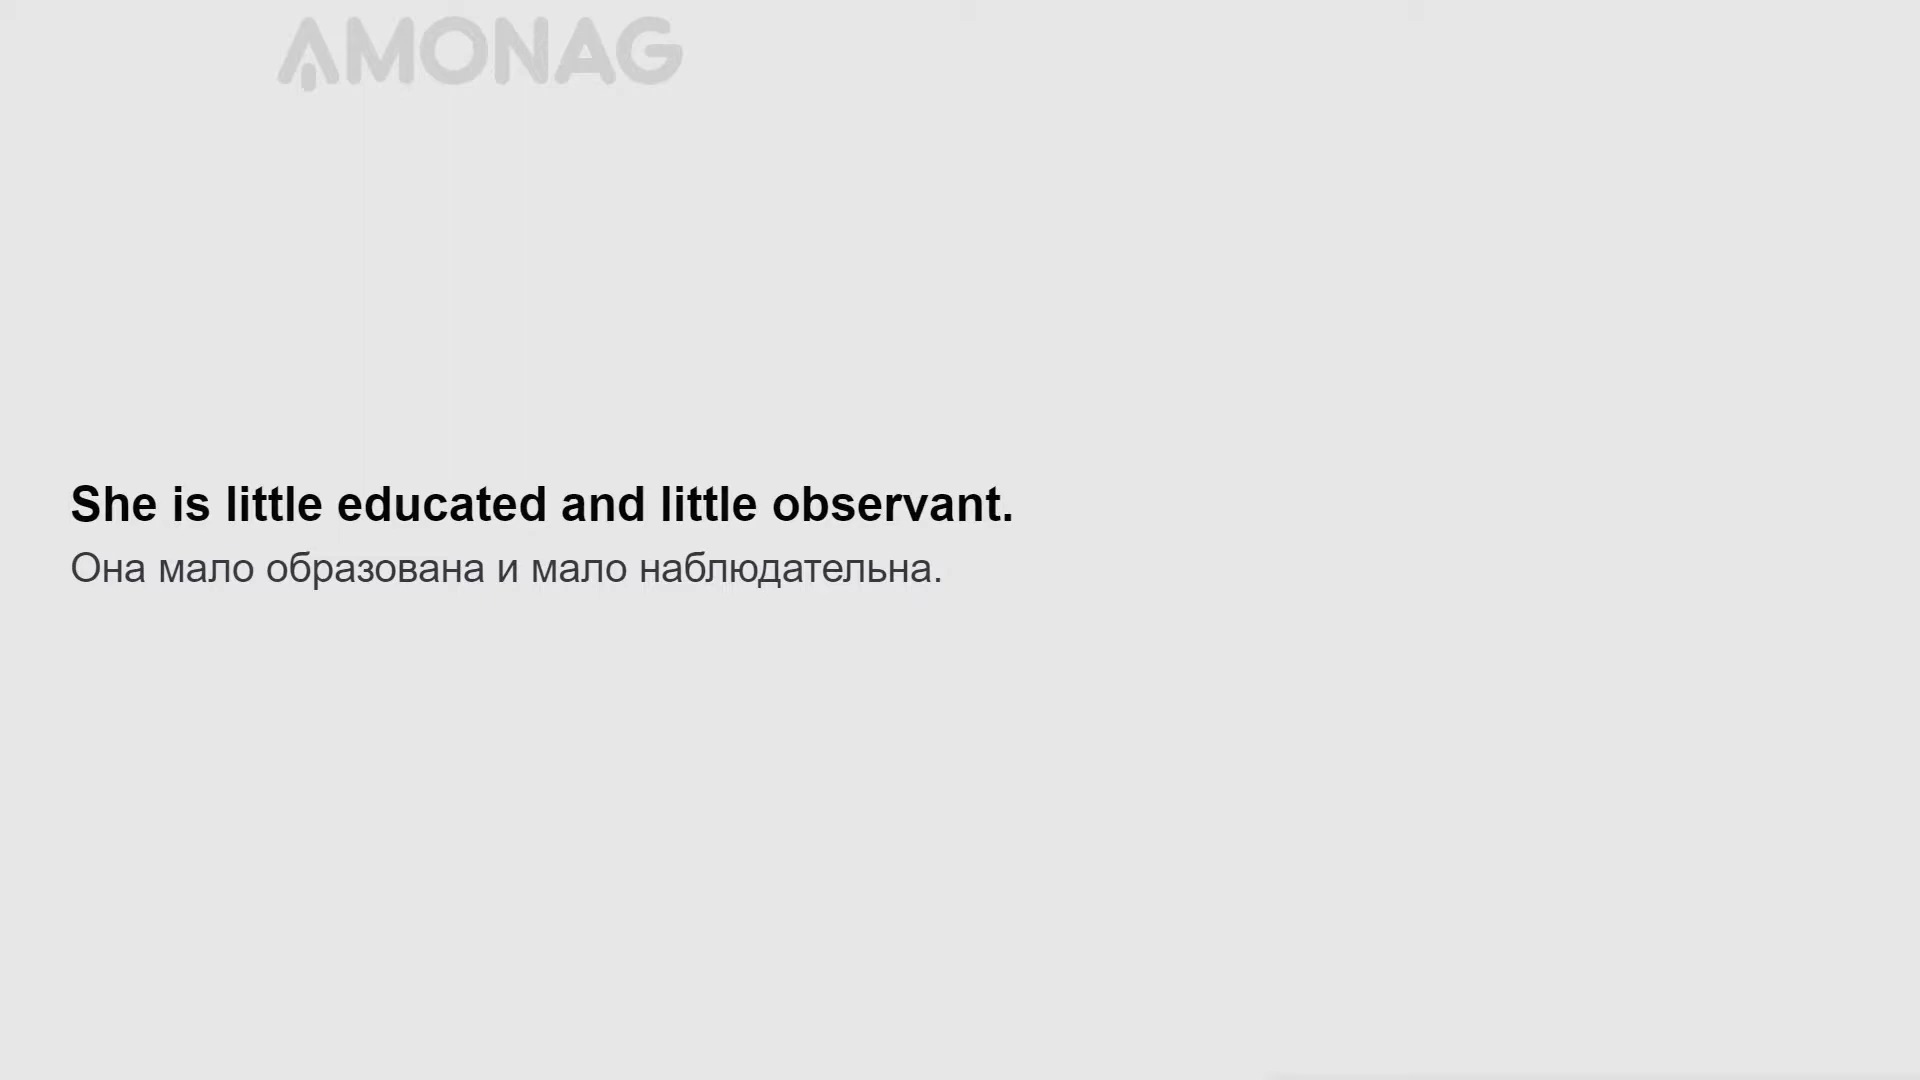 AMONAG
She is little educated and little observant.
Она мало образована и мало наблюдательна.